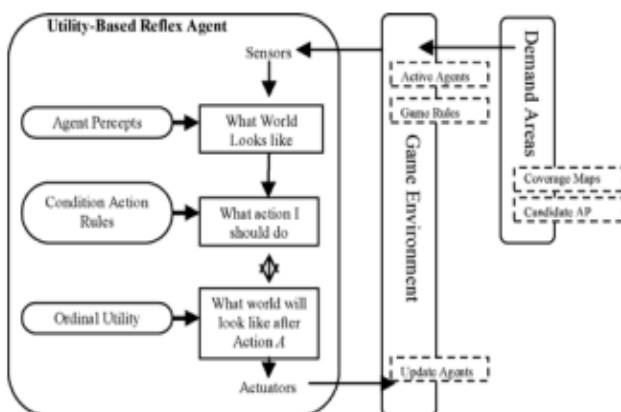 Utility-Based Reflex Agent
Sensors
Agent Percepts
What World
Looks like
Condition Action
Rules
What action I
should do
Ordinal Utility
What world will
look like after
Action A
Actuators
Game Environment
Active Agents
Game Rules
Update Agents
Demand Areas
Coverage Maps
Candidate AP